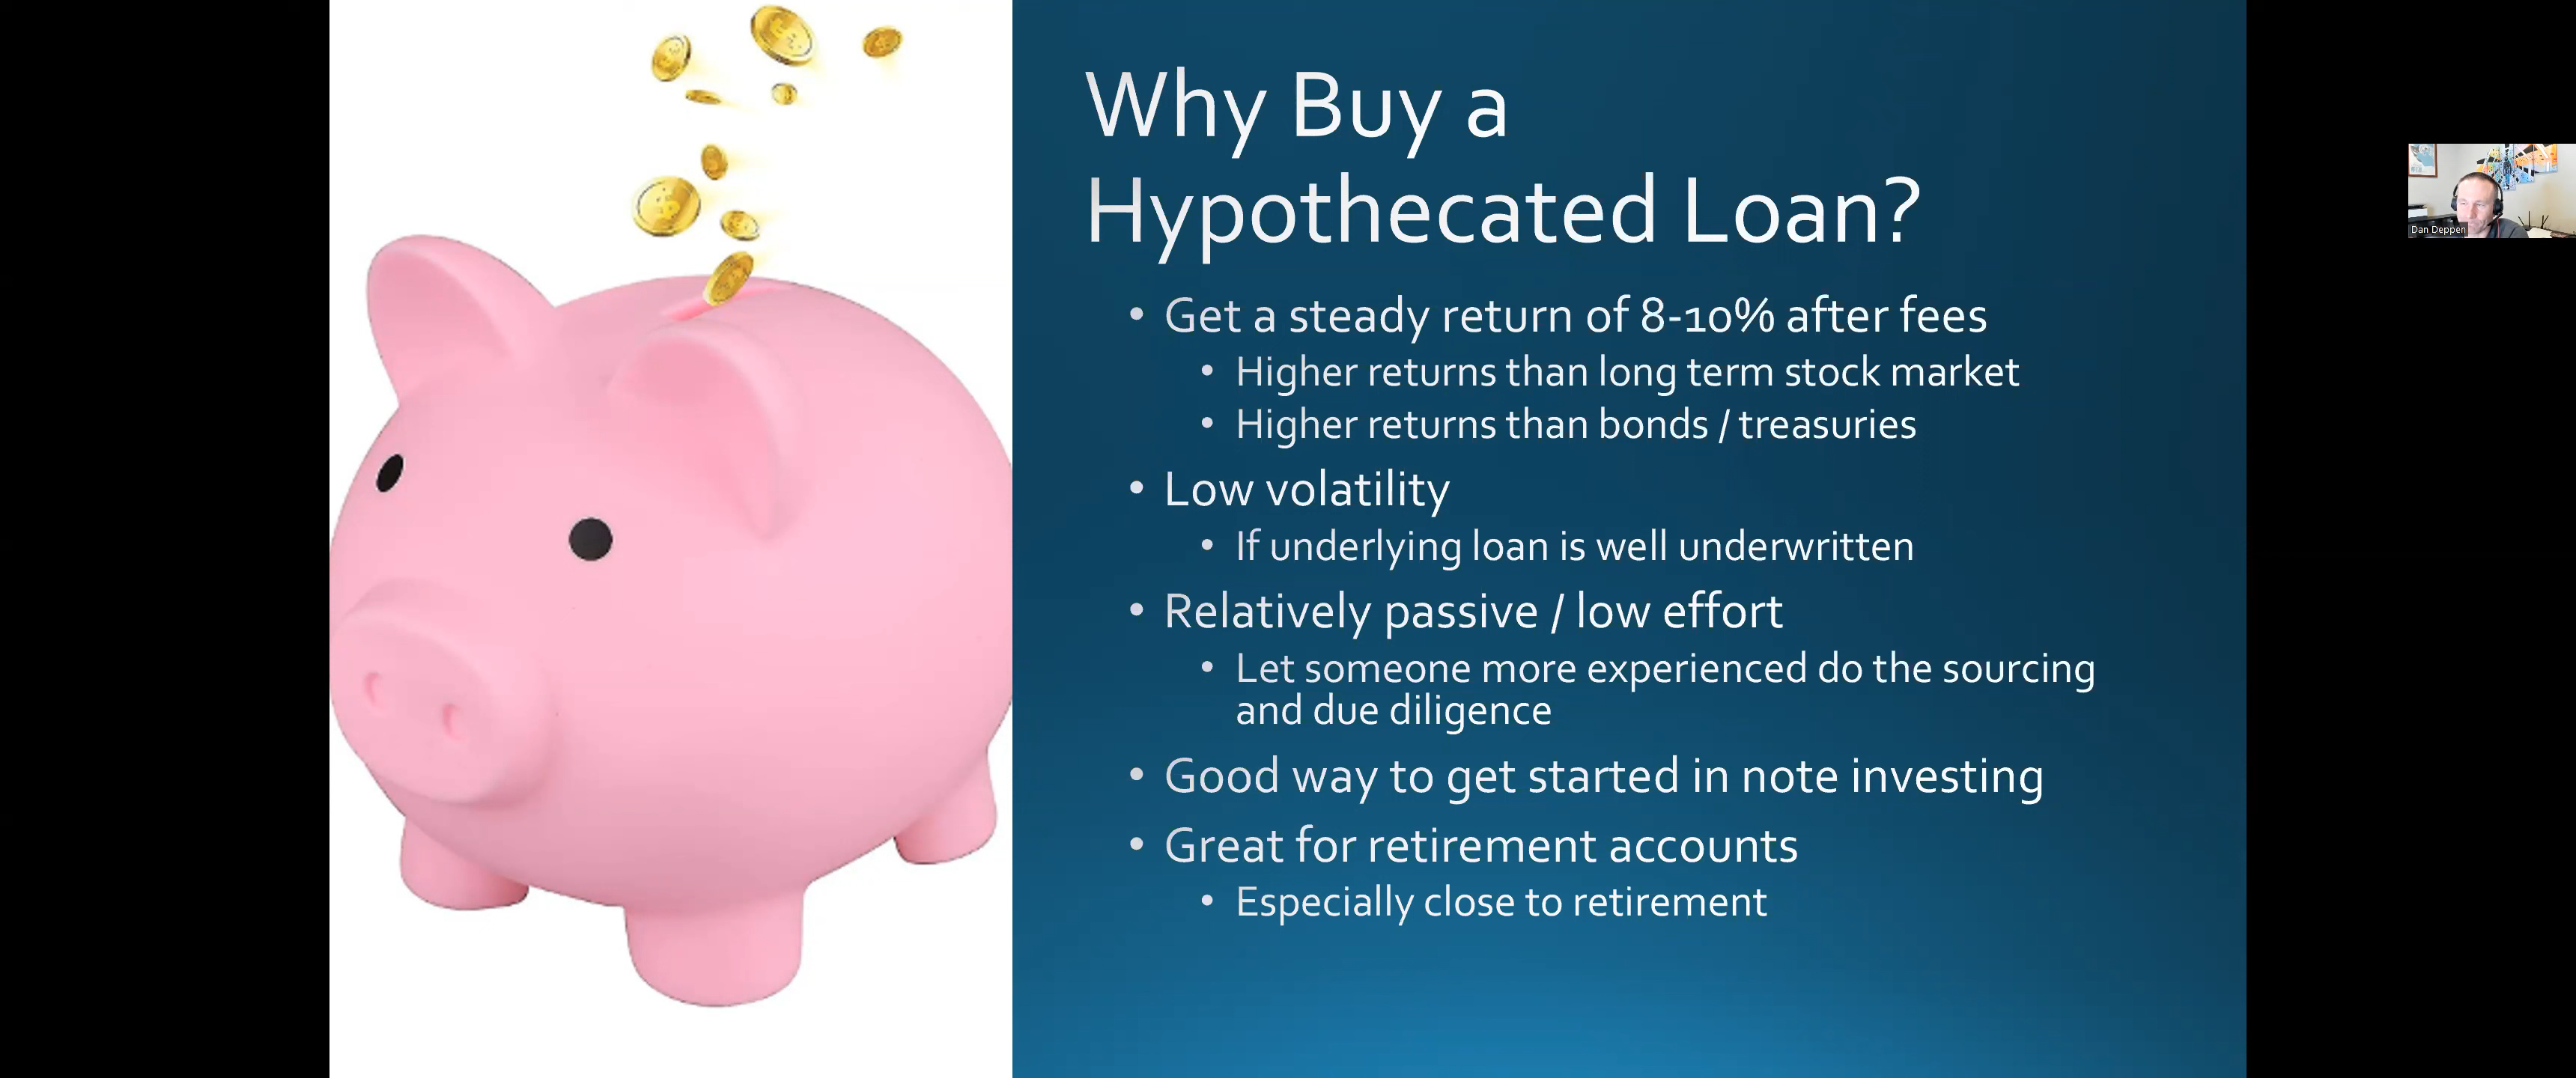 Why Buy a
Hypothecated Loan?
• Get a steady return of 8-10% after fees
• Higher returns than long term stock market
• Higher returns than bonds / treasuries
• Low volatility
• If underlying loan is well underwritten
• Relatively passive / low effort
• Let someone more experienced do the sourcing
and due diligence
• Good way to get started in note investing
• Great for retirement accounts
• Especially close to retirement
Dan Deppen